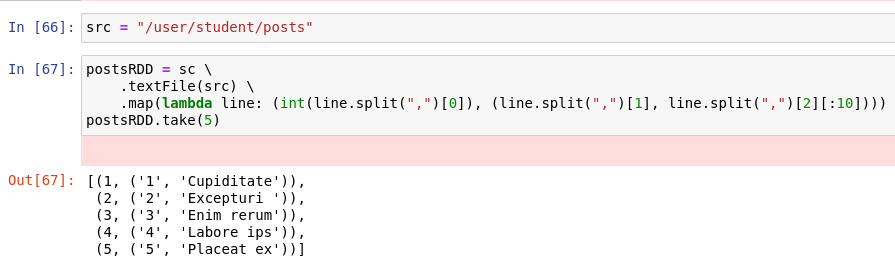 In [66]: src = "/user/student/posts"
In [67]: postsRDD = sc \
    .textFile(src) \
    .map(lambda line: (int(line.split(",")[0]), (line.split(",")[1], line.split(",")[2][:10])))
postsRDD.take(5)
Out[67]: [(1, ('1', 'Cupiditate')),
 (2, ('2', 'Excepturi ')),
 (3, ('3', 'Enim rerum')),
 (4, ('4', 'Labore ips')),
 (5, ('5', 'Placeat ex'))]